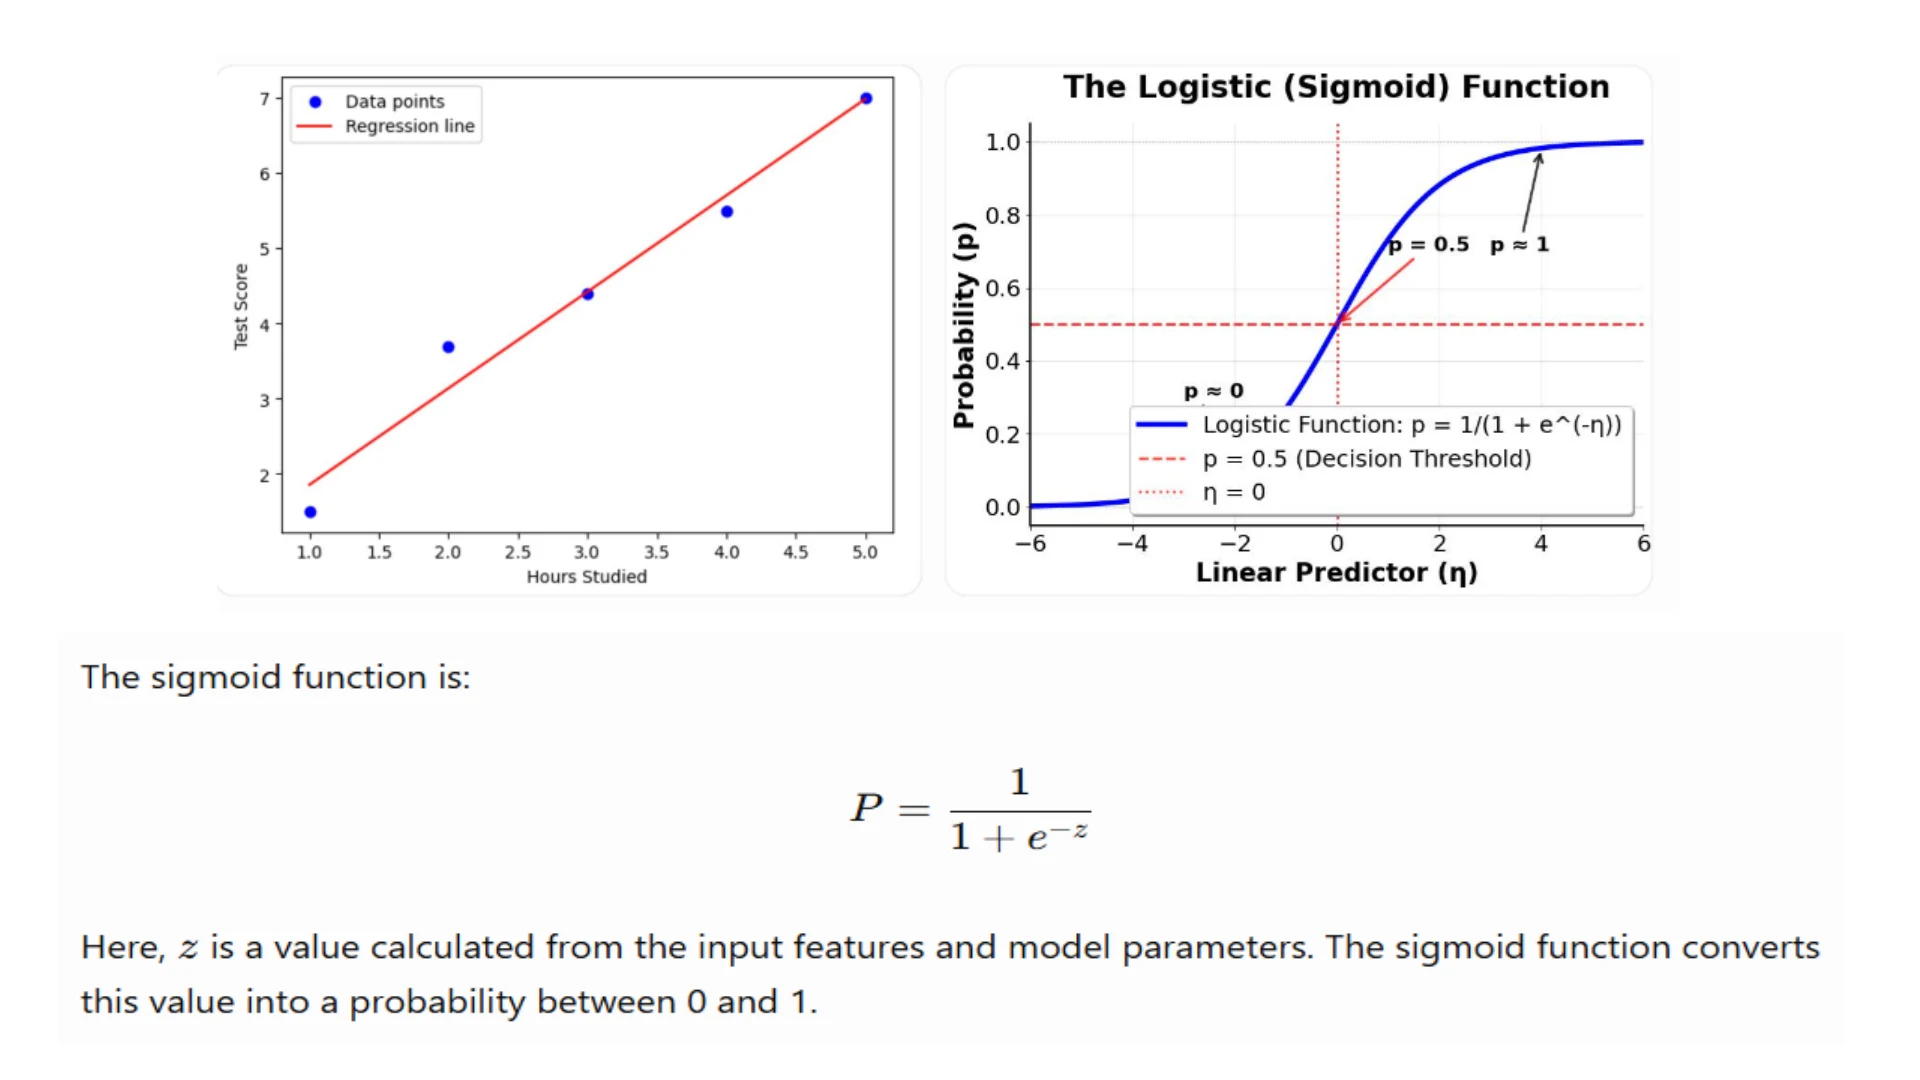 Data points
Regression line
7
6
5
4
3
2
Test Score
1.0 1.5 2.0 2.5 3.0 3.5 4.0 4.5 5.0
Hours Studied
The Logistic (Sigmoid) Function
1.0
0.8
0.6
0.4
0.2
0.0
Probability (p)
p = 0.5 p ≈ 1
p ≈ 0
Logistic Function: p = 1/(1 + e^(-η))
p = 0.5 (Decision Threshold)
η = 0
−6 −4 −2 0 2 4 6
Linear Predictor (η)
The sigmoid function is:
P = 1 / (1 + e^{−z})
Here, z is a value calculated from the input features and model parameters. The sigmoid function converts
this value into a probability between 0 and 1.